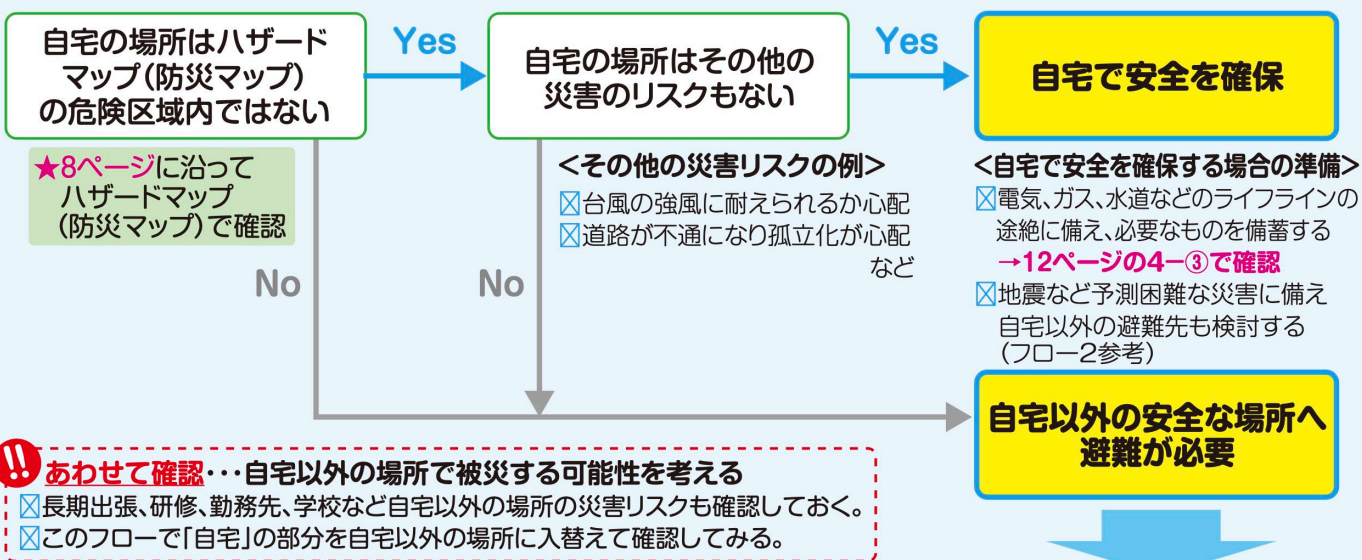 自宅の場所はハザード
マップ(防災マップ)
の危険区域内ではない
Yes
自宅の場所はその他の
災害のリスクもない
Yes
自宅で安全を確保
★8ページに沿って
ハザードマップ
(防災マップ)で確認
No
<その他の災害リスクの例>
☒台風の強風に耐えられるか心配
☒道路が不通になり孤立化が心配
など
No
<自宅で安全を確保する場合の準備>
☒電気、ガス、水道などのライフラインの
途絶に備え、必要なものを備蓄する
→12ページの4ー③で確認
☒地震など予測困難な災害に備え
自宅以外の避難先も検討する
(フロー2参考)
自宅以外の安全な場所へ
避難が必要
!! あわせて確認・・・自宅以外の場所で被災する可能性を考える
☒長期出張、研修、勤務先、学校など自宅以外の場所の災害リスクも確認しておく。
☒このフローで「自宅」の部分を自宅以外の場所に入替えて確認してみる。